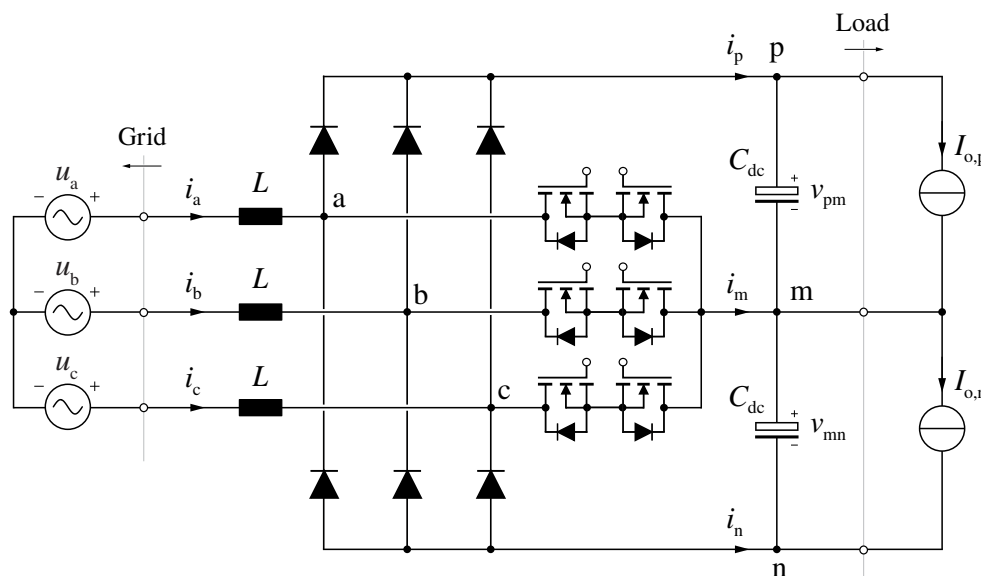 Load
i_p p
Grid
C_dc + v_pm − I_o,p
− u_a + i_a L a
− u_b + i_b L b i_m m
− u_c + i_c L c
C_dc + v_mn − I_o,
i_n n